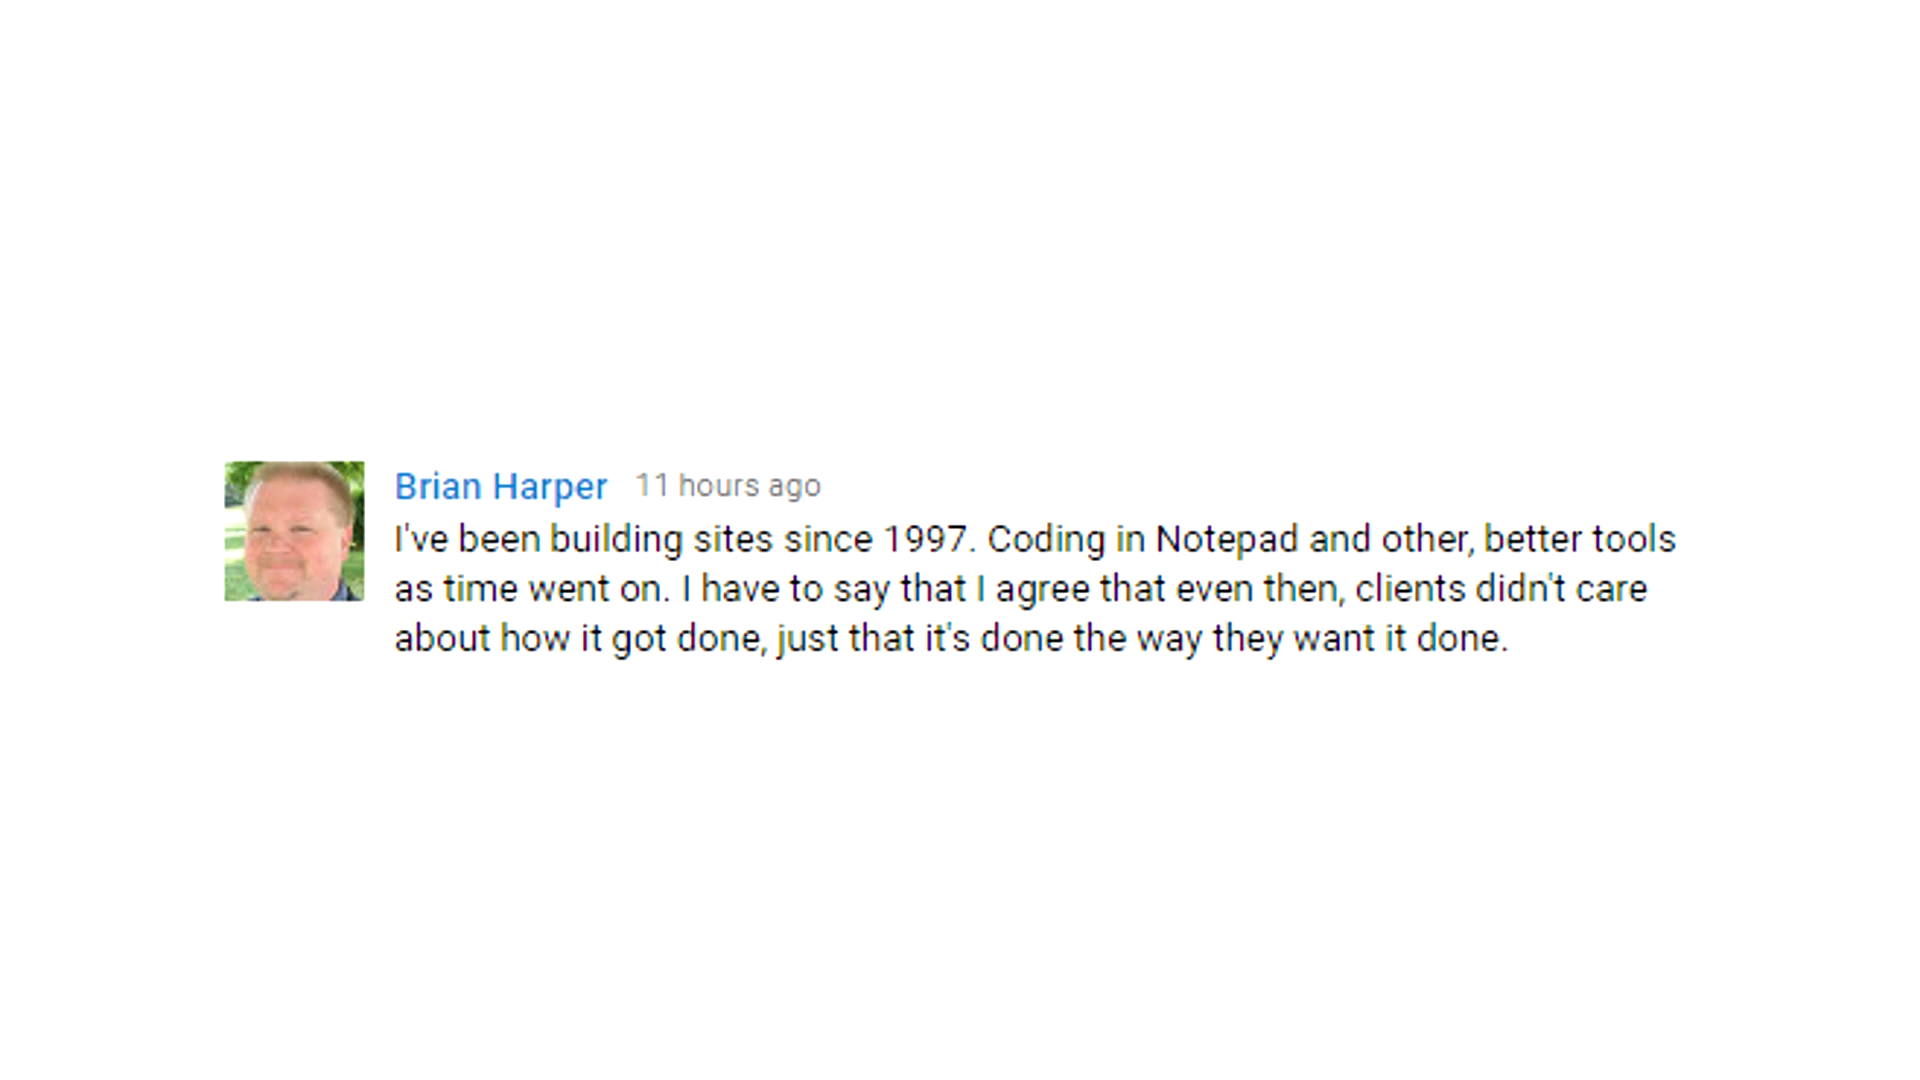 Brian Harper 11 hours ago
I've been building sites since 1997. Coding in Notepad and other, better tools
as time went on. I have to say that I agree that even then, clients didn't care
about how it got done, just that it's done the way they want it done.